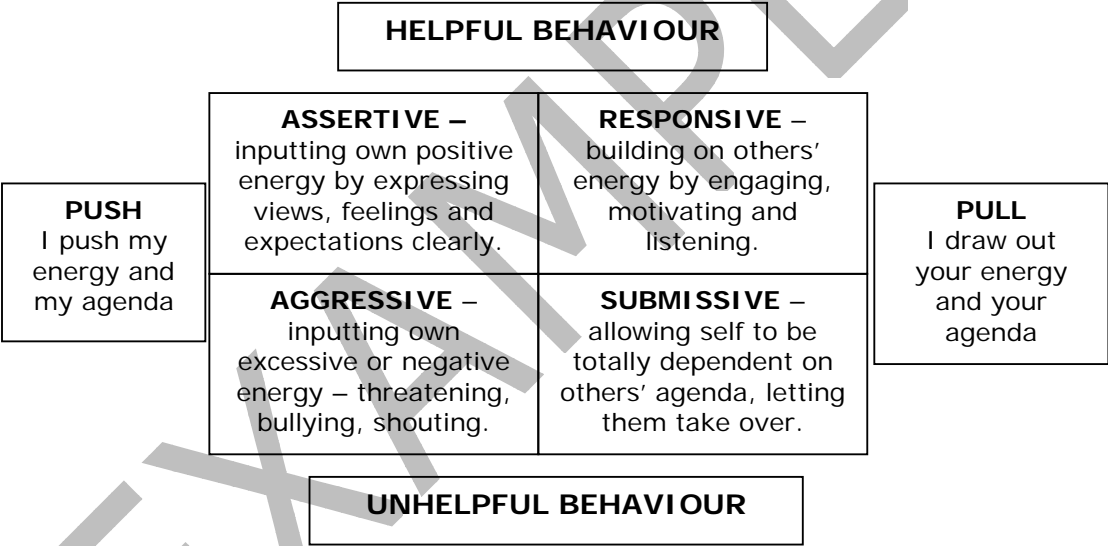 HELPFUL BEHAVIOUR
ASSERTIVE –
inputting own positive
energy by expressing
views, feelings and
expectations clearly.
RESPONSIVE –
building on others’
energy by engaging,
motivating and
listening.
PUSH
I push my
energy and
my agenda
PULL
I draw out
your energy
and your
agenda
AGGRESSIVE –
inputting own
excessive or negative
energy – threatening,
bullying, shouting.
SUBMISSIVE –
allowing self to be
totally dependent on
others’ agenda, letting
them take over.
UNHELPFUL BEHAVIOUR
EXAMPLE